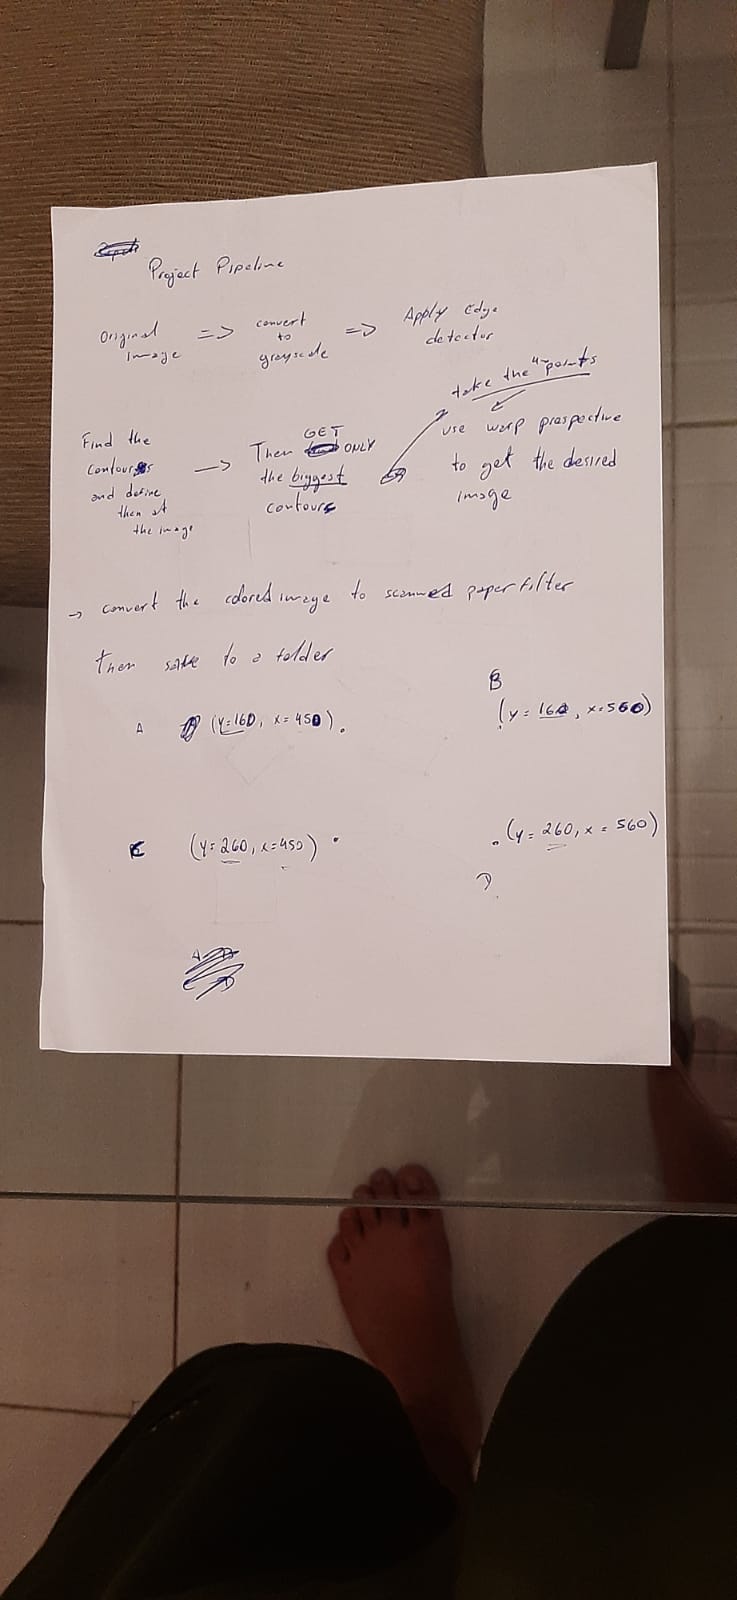 Project Pipeline
Original
image
=>
convert
to
grayscale
=>
Apply Edge
detector
take the "4" points
Find the
Contours
and define
then at
the image
->
GET
Then ONLY
the biggest
contours
use warp prespective
to get the desired
image
-> convert the colored image to scanned paper filter
then save to a folder
A (y=160, x=450).
B
(y=160, x=560)
C (y=260, x=450) .
. (y=260, x=560)